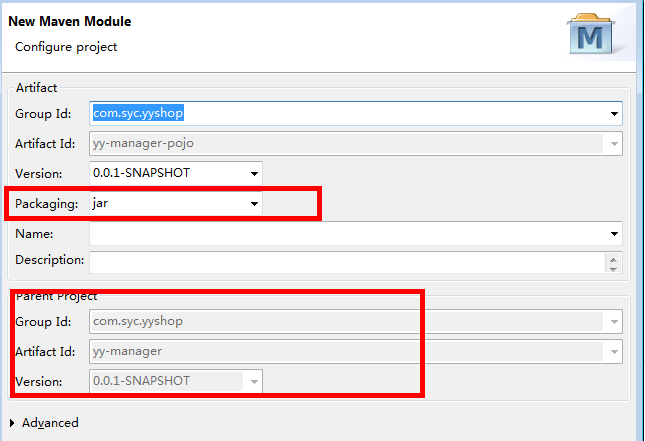 New Maven Module
Configure project
M
Artifact
Group Id: com.syc.yyshop
Artifact Id: yy-manager-pojo
Version: 0.0.1-SNAPSHOT
Packaging: jar
Name:
Description:
Parent Project
Group Id: com.syc.yyshop
Artifact Id: yy-manager
Version: 0.0.1-SNAPSHOT
Advanced